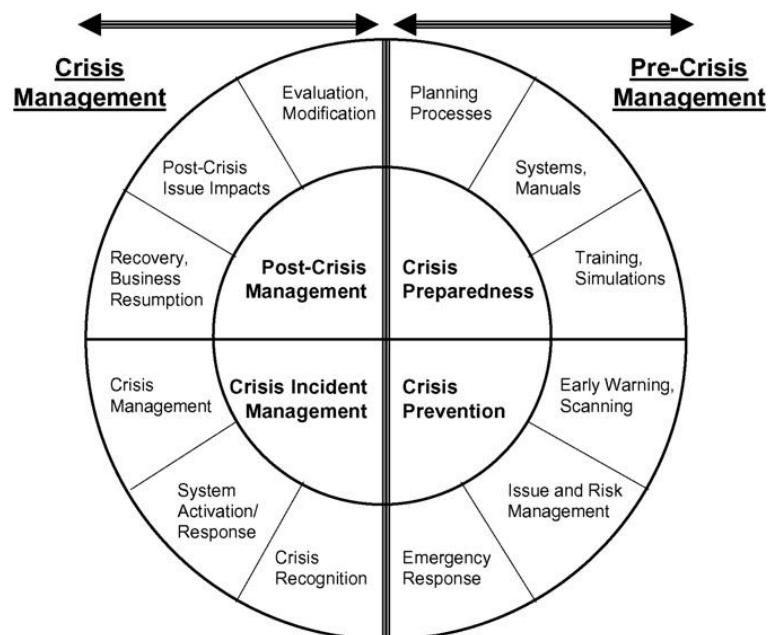 Crisis
Management
Pre-Crisis
Management
Evaluation,
Modification
Planning
Processes
Post-Crisis
Issue Impacts
Systems,
Manuals
Recovery,
Business
Resumption
Training,
Simulations
Post-Crisis
Management
Crisis
Preparedness
Crisis Incident
Management
Crisis
Prevention
Crisis
Management
Early Warning,
Scanning
System
Activation/
Response
Issue and Risk
Management
Crisis
Recognition
Emergency
Response